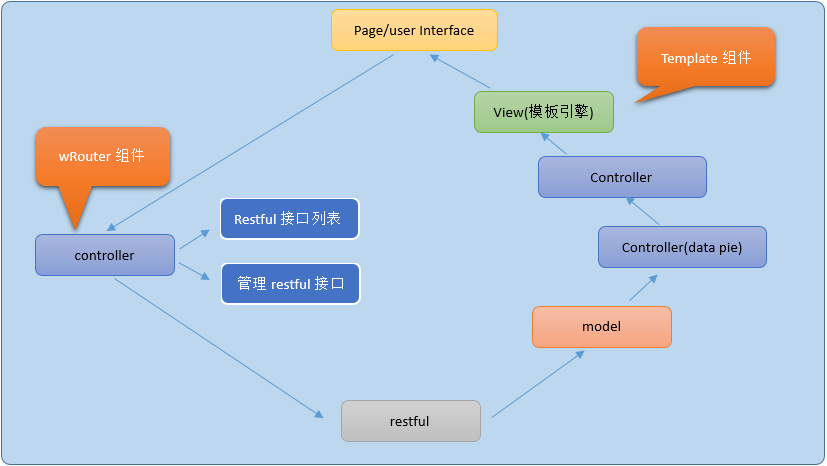 Page/user Interface
Template 组件
View(模板引擎)
wRouter 组件
Controller
Restful 接口列表
controller
Controller(data pie)
管理 restful 接口
model
restful